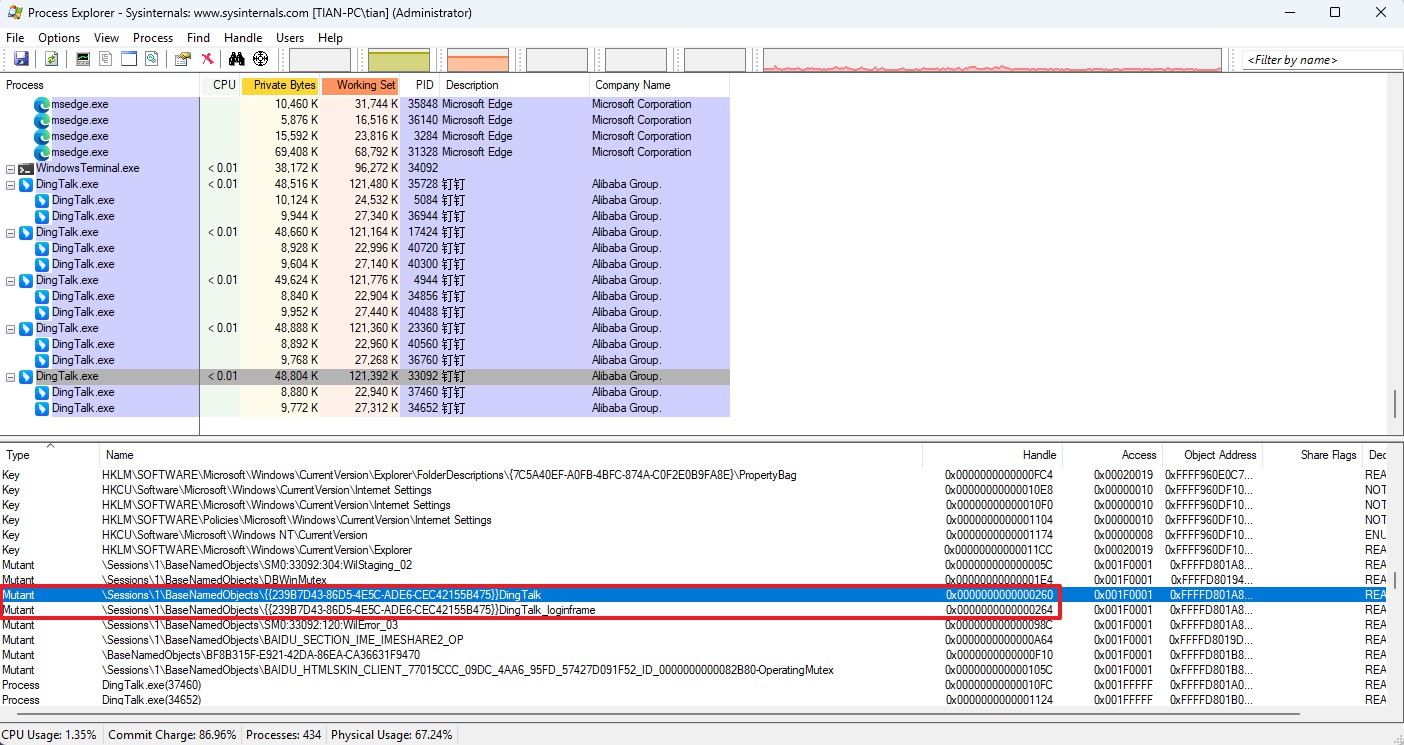 Process Explorer - Sysinternals: www.sysinternals.com [TIAN-PC\tian] (Administrator)
File Options View Process Find Handle Users Help
<Filter by name>
Process CPU Private Bytes Working Set PID Description Company Name
msedge.exe 10,460 K 31,744 K 35848 Microsoft Edge Microsoft Corporation
msedge.exe 5,876 K 16,516 K 36140 Microsoft Edge Microsoft Corporation
msedge.exe 15,592 K 23,816 K 3284 Microsoft Edge Microsoft Corporation
msedge.exe 69,408 K 68,792 K 31328 Microsoft Edge Microsoft Corporation
WindowsTerminal.exe < 0.01 38,172 K 96,272 K 34092
DingTalk.exe < 0.01 48,516 K 121,480 K 35728 钉钉 Alibaba Group.
DingTalk.exe 10,124 K 24,532 K 5084 钉钉 Alibaba Group.
DingTalk.exe 9,944 K 27,340 K 36944 钉钉 Alibaba Group.
DingTalk.exe < 0.01 48,660 K 121,164 K 17424 钉钉 Alibaba Group.
DingTalk.exe 8,928 K 22,996 K 40720 钉钉 Alibaba Group.
DingTalk.exe 9,604 K 27,140 K 40300 钉钉 Alibaba Group.
DingTalk.exe < 0.01 49,624 K 121,776 K 4944 钉钉 Alibaba Group.
DingTalk.exe 8,840 K 22,904 K 34856 钉钉 Alibaba Group.
DingTalk.exe 9,952 K 27,440 K 40488 钉钉 Alibaba Group.
DingTalk.exe < 0.01 48,888 K 121,360 K 23360 钉钉 Alibaba Group.
DingTalk.exe 8,892 K 22,960 K 40560 钉钉 Alibaba Group.
DingTalk.exe 9,768 K 27,268 K 36760 钉钉 Alibaba Group.
DingTalk.exe < 0.01 48,804 K 121,392 K 33092 钉钉 Alibaba Group.
DingTalk.exe 8,880 K 22,940 K 37460 钉钉 Alibaba Group.
DingTalk.exe 9,772 K 27,312 K 34652 钉钉 Alibaba Group.
Type Name Handle Access Object Address Share Flags Dec
Key HKLM\SOFTWARE\Microsoft\Windows\CurrentVersion\Explorer\FolderDescriptions\{7C5A40EF-A0FB-4BFC-874A-C0F2E0B9FA8E}\PropertyBag 0x0000000000000FC4 0x00020019 0xFFFF960E0C7... REA
Key HKCU\Software\Microsoft\Windows\CurrentVersion\Internet Settings 0x00000000000010E8 0x00000010 0xFFFF960DF10... NOT
Key HKLM\SOFTWARE\Microsoft\Windows\CurrentVersion\Internet Settings 0x00000000000010F0 0x00000010 0xFFFF960DF10... NOT
Key HKLM\SOFTWARE\Policies\Microsoft\Windows\CurrentVersion\Internet Settings 0x0000000000001104 0x00000010 0xFFFF960DF10... NOT
Key HKCU\Software\Microsoft\Windows NT\CurrentVersion 0x0000000000001174 0x00000008 0xFFFF960DF10... ENU
Key HKLM\SOFTWARE\Microsoft\Windows\CurrentVersion\Explorer 0x00000000000011CC 0x00020019 0xFFFF960DF10... REA
Mutant \Sessions\1\BaseNamedObjects\SM0:33092:304:WilStaging_02 0x000000000000005C 0x001F0001 0xFFFFD801A8... REA
Mutant \Sessions\1\BaseNamedObjects\DBWinMutex 0x00000000000001E4 0x001F0001 0xFFFFD80194... REA
Mutant \Sessions\1\BaseNamedObjects\{{239B7D43-86D5-4E5C-ADE6-CEC42155B475}}DingTalk 0x0000000000000260 0x001F0001 0xFFFFD801A8... REA
Mutant \Sessions\1\BaseNamedObjects\{{239B7D43-86D5-4E5C-ADE6-CEC42155B475}}DingTalk_loginframe 0x0000000000000264 0x001F0001 0xFFFFD801A8... REA
Mutant \Sessions\1\BaseNamedObjects\SM0:33092:120:WilError_03 0x000000000000098C 0x001F0001 0xFFFFD801A8... REA
Mutant \Sessions\1\BaseNamedObjects\BAIDU_SECTION_IME_IMESHARE2_OP 0x0000000000000A64 0x001F0001 0xFFFFD8019D... REA
Mutant \BaseNamedObjects\BF8B315F-E921-42DA-86EA-CA36631F9470 0x0000000000000F10 0x001F0001 0xFFFFD801B8... REA
Mutant \Sessions\1\BaseNamedObjects\BAIDU_HTMLSKIN_CLIENT_77015CCC_09DC_4AA6_95FD_57427D091F52_ID_0000000000082B80-OperatingMutex 0x000000000000105C 0x001F0001 0xFFFFD801B8... REA
Process DingTalk.exe(37460) 0x00000000000010FC 0x001FFFFF 0xFFFFD801A0... REA
Process DingTalk.exe(34652) 0x0000000000001124 0x001FFFFF 0xFFFFD801B0... REA
CPU Usage: 1.35% Commit Charge: 86.96% Processes: 434 Physical Usage: 67.24%